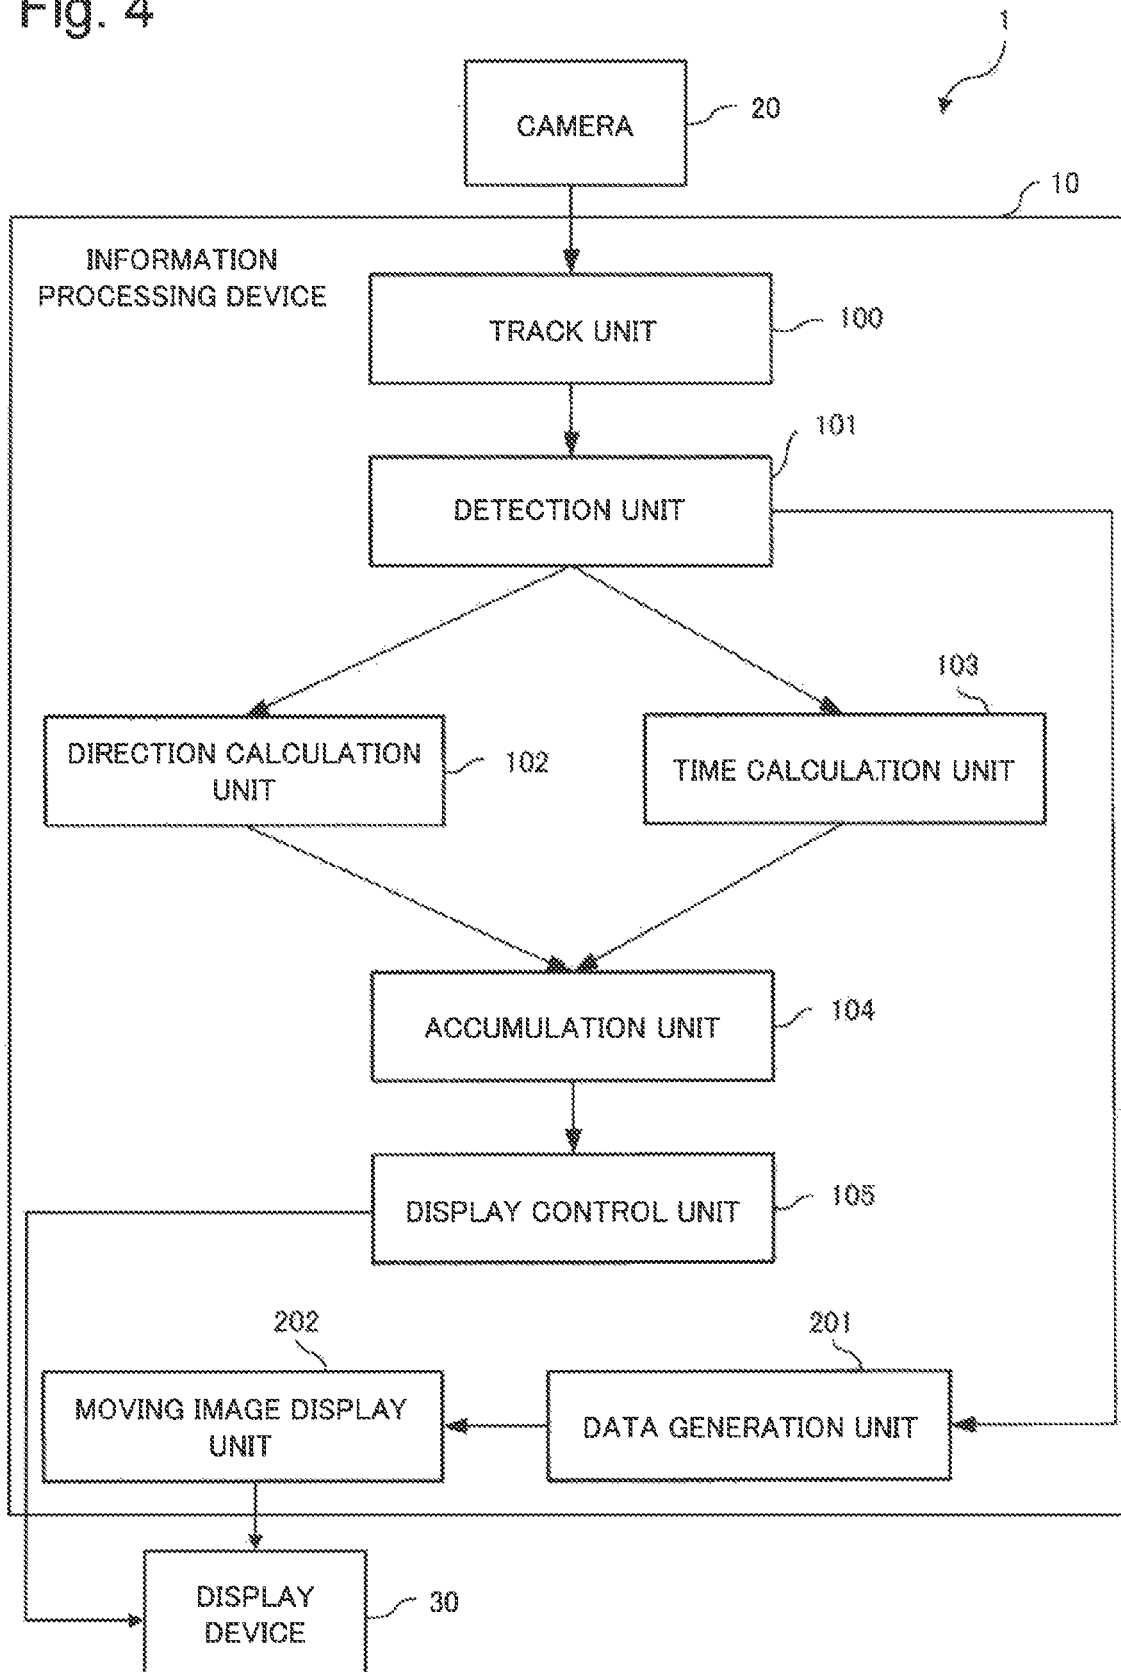 Fig. 4
1
CAMERA
20
10
INFORMATION
PROCESSING DEVICE
TRACK UNIT
100
101
DETECTION UNIT
103
DIRECTION CALCULATION
UNIT
102
TIME CALCULATION UNIT
ACCUMULATION UNIT
104
DISPLAY CONTROL UNIT
105
202
201
MOVING IMAGE DISPLAY
UNIT
DATA GENERATION UNIT
DISPLAY
DEVICE
30